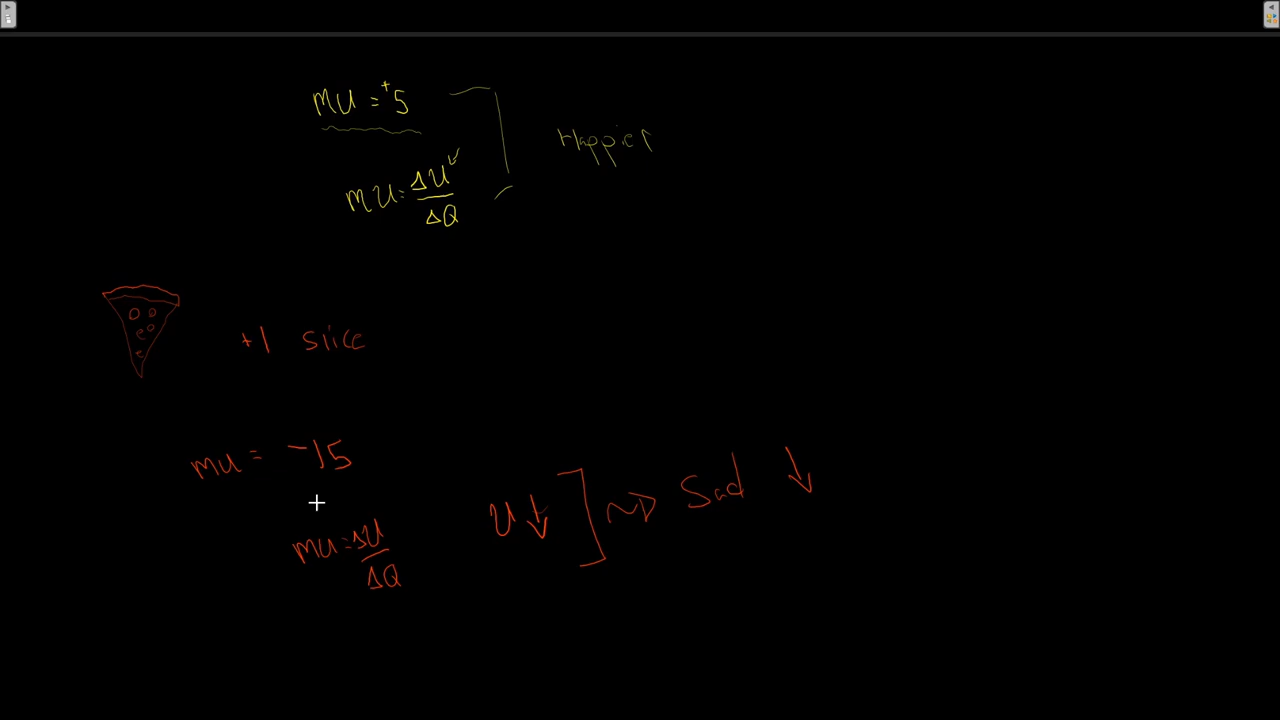 MU = +5
Happier
MU = ΔU/ΔQ
+1 slice
MU = -15
U↓ → Sad ↓
MU = ΔU/ΔQ